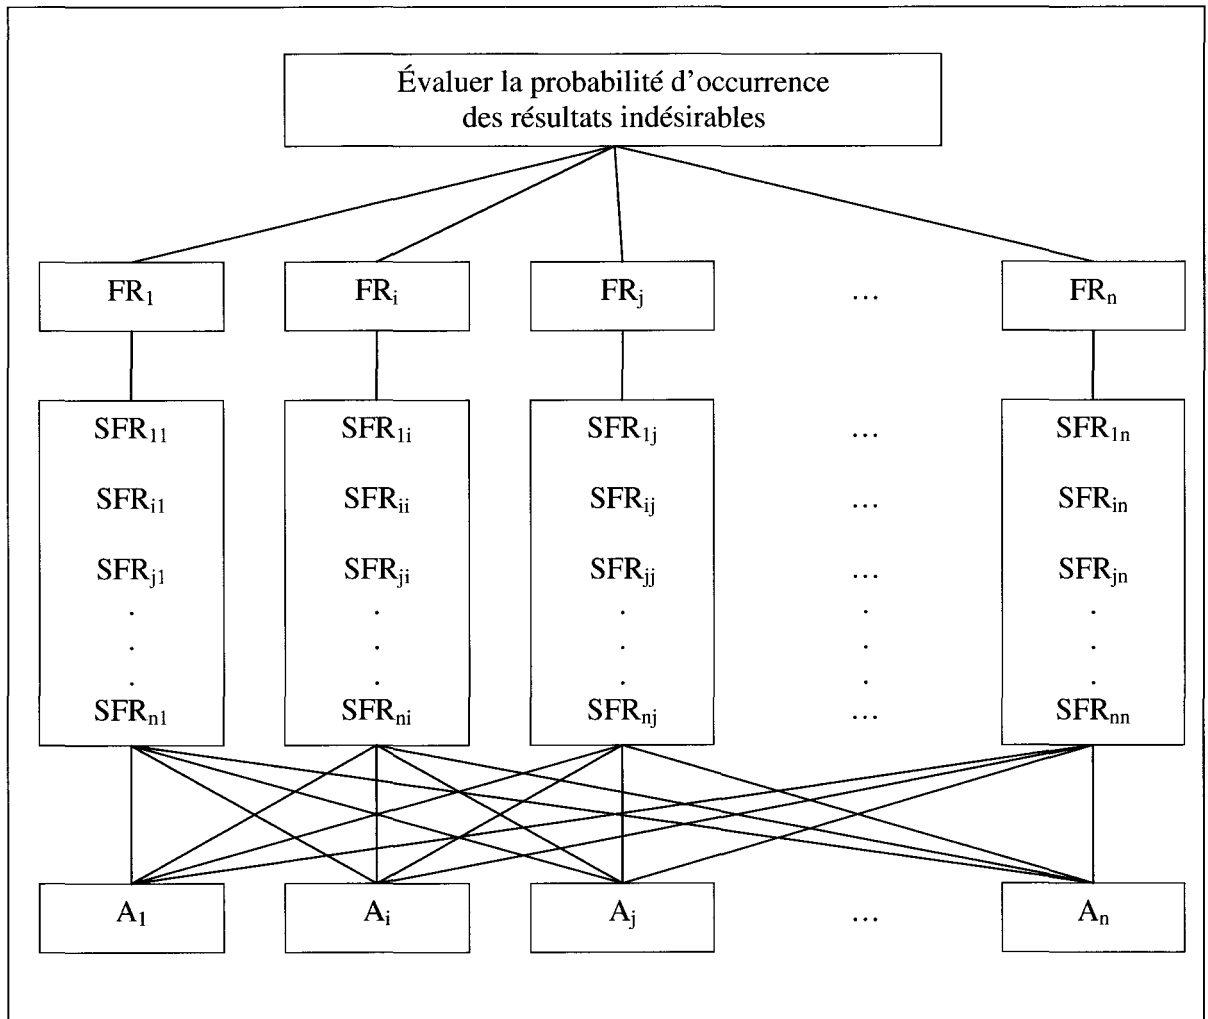 Évaluer la probabilité d'occurrence
des résultats indésirables
FR₁ FRᵢ FRⱼ … FRₙ
SFR₁₁ SFR₁ᵢ SFR₁ⱼ … SFR₁ₙ
SFRᵢ₁ SFRᵢᵢ SFRᵢⱼ … SFRᵢₙ
SFRⱼ₁ SFRⱼᵢ SFRⱼⱼ … SFRⱼₙ
. . . . .
. . . . .
. . . . .
SFRₙ₁ SFRₙᵢ SFRₙⱼ … SFRₙₙ
A₁ Aᵢ Aⱼ … Aₙ